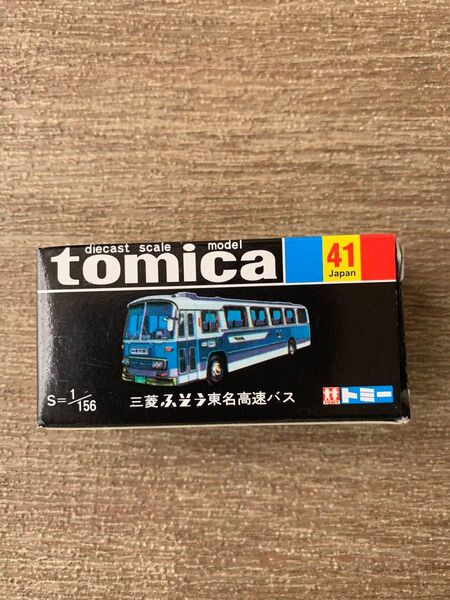 diecast scale model
tomica
41
Japan
S=1/156
三菱ふそう東名高速バス
TOMY
トミー